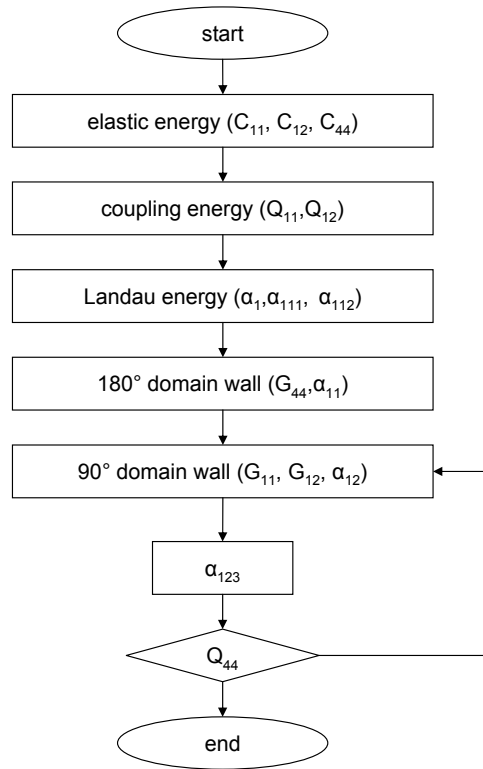 start
elastic energy (C₁₁, C₁₂, C₄₄)
coupling energy (Q₁₁,Q₁₂)
Landau energy (α₁,α₁₁₁, α₁₁₂)
180° domain wall (G₄₄,α₁₁)
90° domain wall (G₁₁, G₁₂, α₁₂)
α₁₂₃
Q₄₄
end